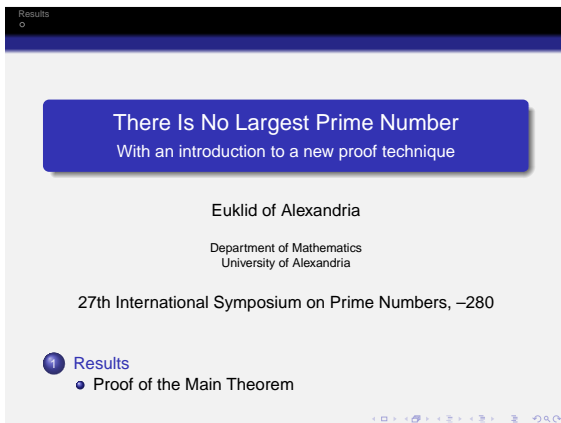 Results
There Is No Largest Prime Number
With an introduction to a new proof technique
Euklid of Alexandria
Department of Mathematics
University of Alexandria
27th International Symposium on Prime Numbers, –280
1 Results
Proof of the Main Theorem